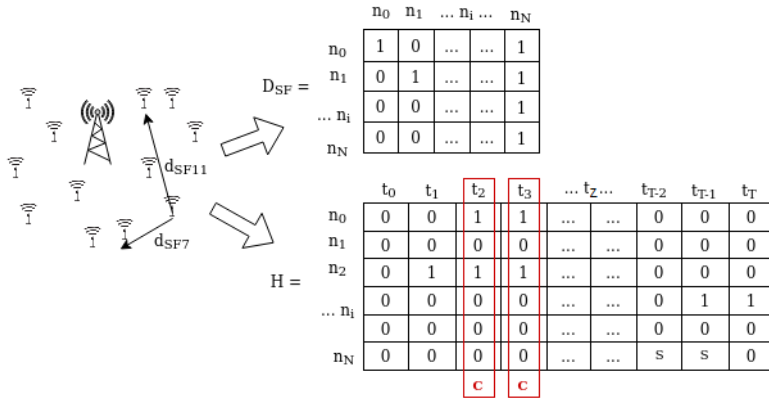 n0 n1 ... ni ... nN
n0 1 0 ... ... 1
n1 0 1 ... ... 1
DSF =
... ni 0 0 ... ... 1
nN 0 0 ... ... 1
dSF11
dSF7
t0 t1 t2 t3 ... tz... tT-2 tT-1 tT
n0 0 0 1 1 ... ... 0 0 0
n1 0 0 0 0 ... ... 0 0 0
n2 0 1 1 1 ... ... 0 0 0
H =
... ni 0 0 0 0 ... ... 0 1 1
0 0 0 0 ... ... 0 0 0
nN 0 0 0 0 ... ... s s 0
c c